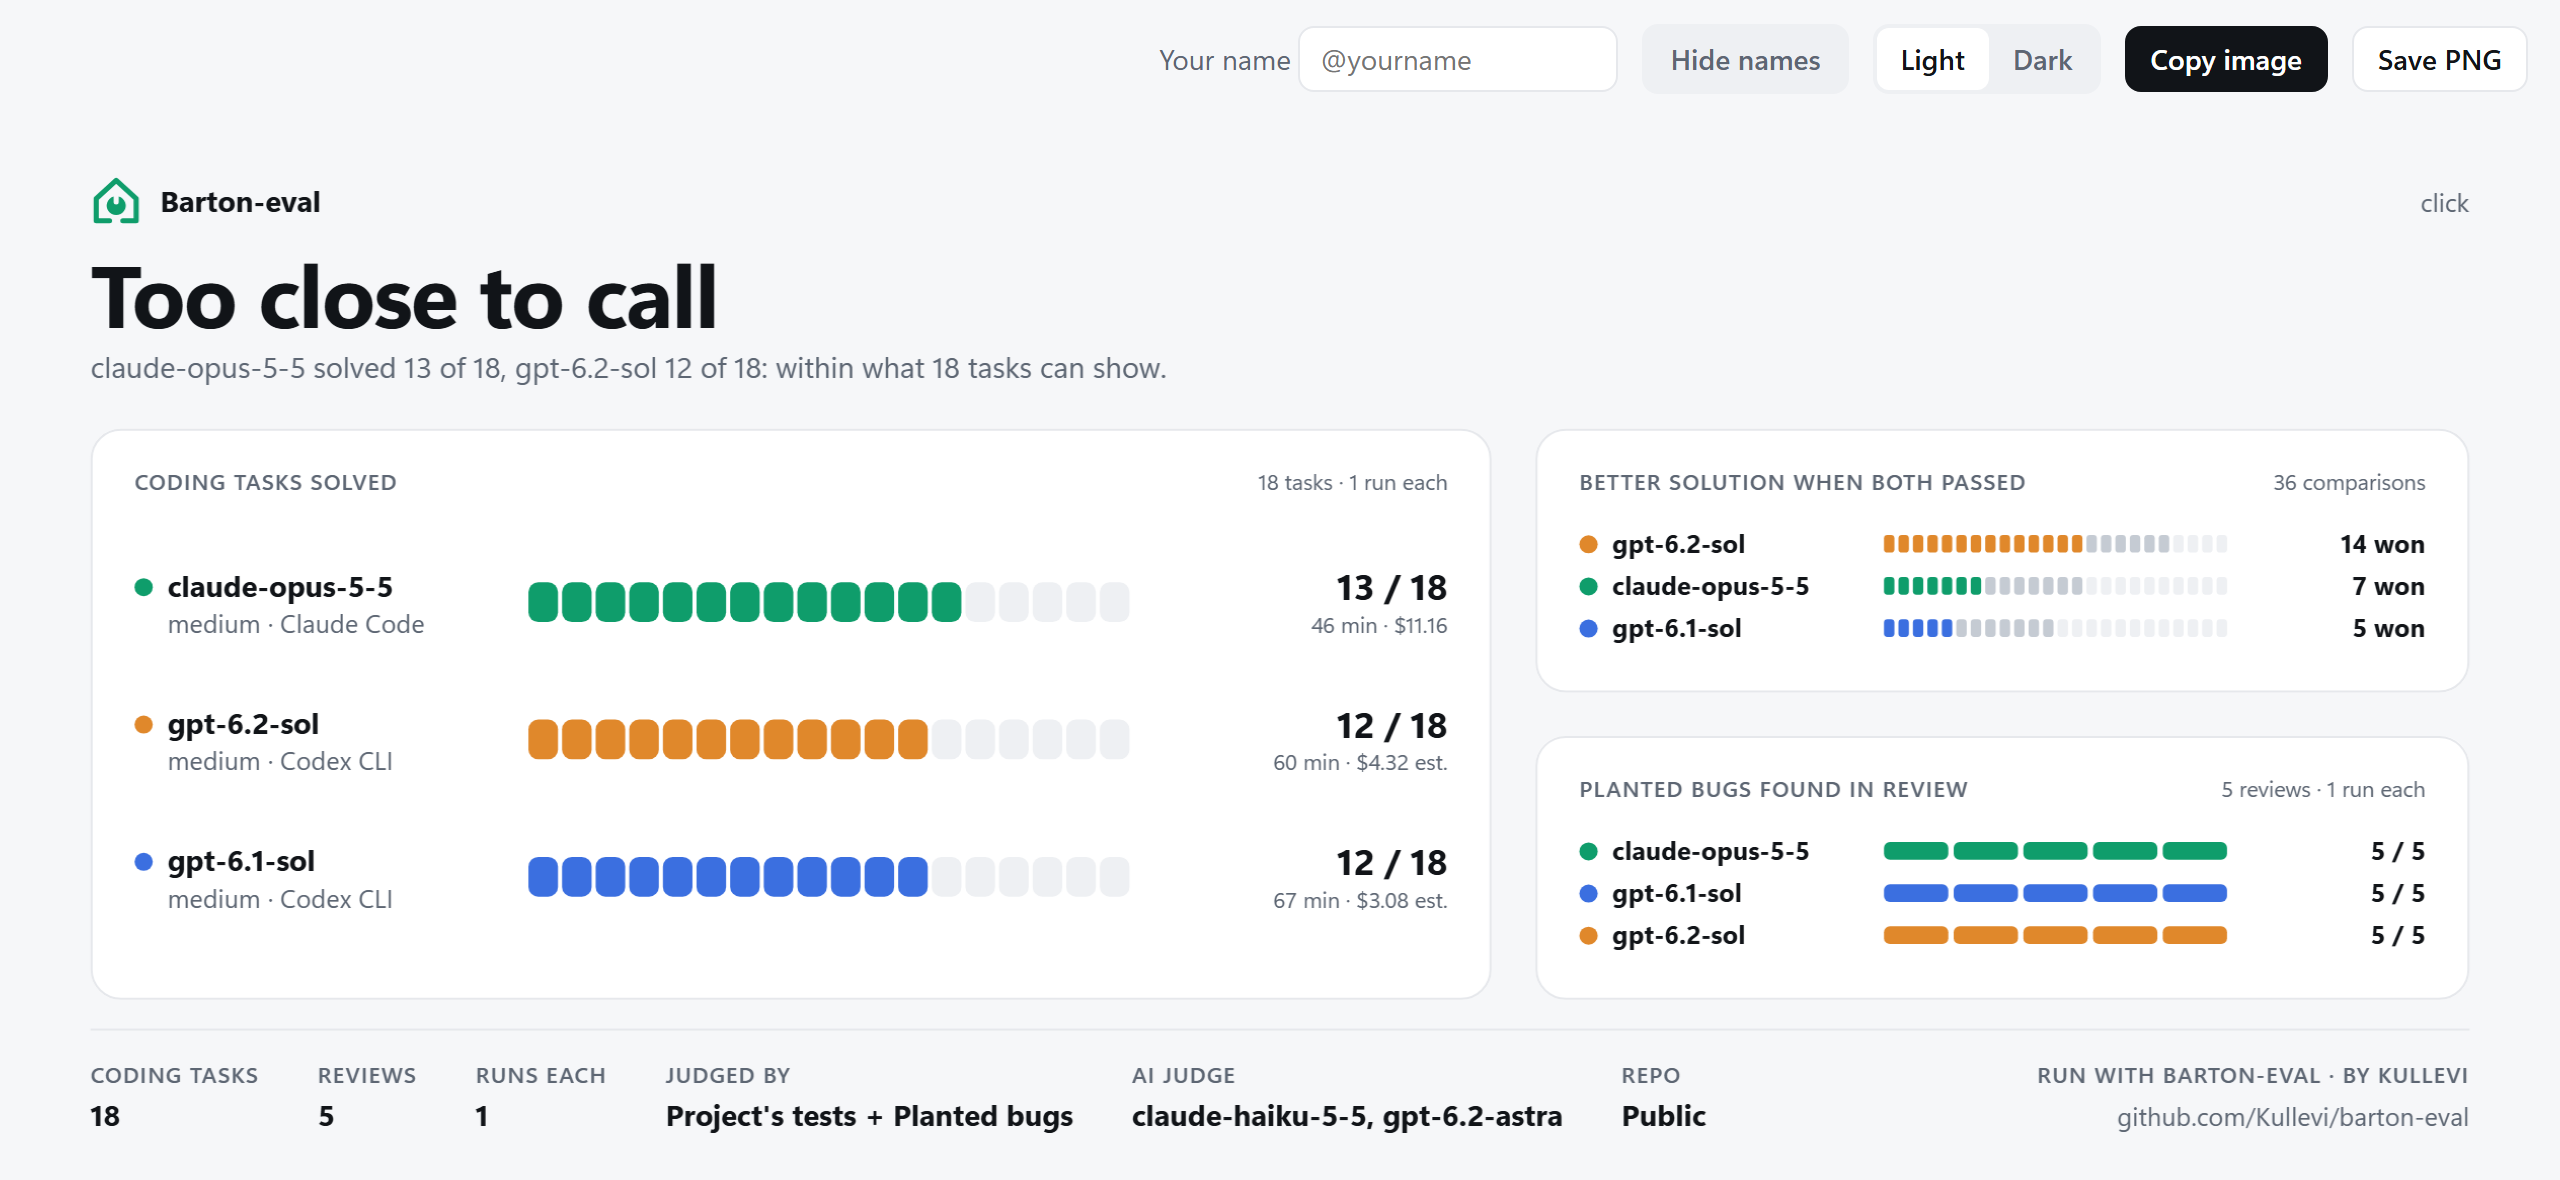 Your name @yourname Hide names Light Dark Copy image Save PNG
Barton-eval click
Too close to call
claude-opus-5-5 solved 13 of 18, gpt-6.2-sol 12 of 18: within what 18 tasks can show.
CODING TASKS SOLVED 18 tasks · 1 run each
claude-opus-5-5 13 / 18
medium · Claude Code 46 min · $11.16
gpt-6.2-sol 12 / 18
medium · Codex CLI 60 min · $4.32 est.
gpt-6.1-sol 12 / 18
medium · Codex CLI 67 min · $3.08 est.
BETTER SOLUTION WHEN BOTH PASSED 36 comparisons
gpt-6.2-sol 14 won
claude-opus-5-5 7 won
gpt-6.1-sol 5 won
PLANTED BUGS FOUND IN REVIEW 5 reviews · 1 run each
claude-opus-5-5 5 / 5
gpt-6.1-sol 5 / 5
gpt-6.2-sol 5 / 5
CODING TASKS REVIEWS RUNS EACH JUDGED BY AI JUDGE REPO RUN WITH BARTON-EVAL · BY KULLEVI
18 5 1 Project's tests + Planted bugs claude-haiku-5-5, gpt-6.2-astra Public github.com/Kullevi/barton-eval